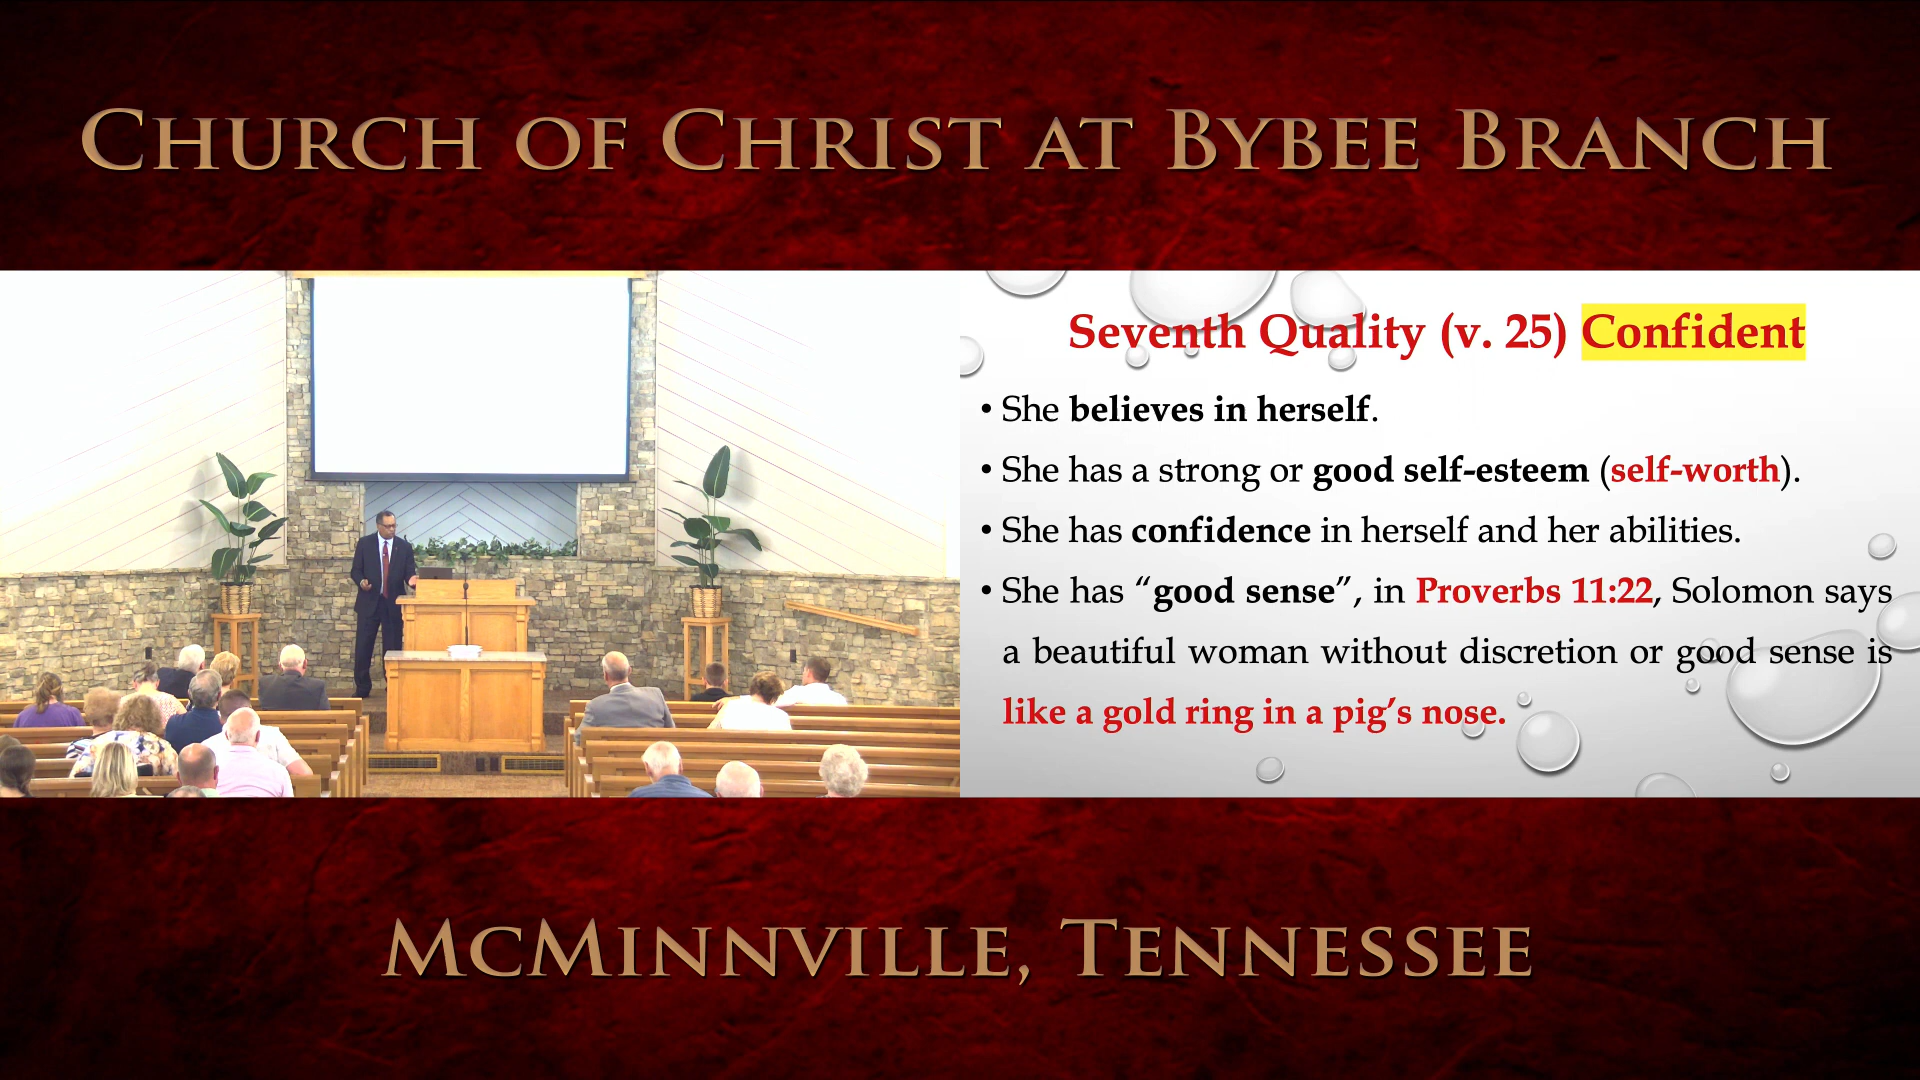 Church of Christ at Bybee Branch
Seventh Quality (v. 25) Confident
• She believes in herself.
• She has a strong or good self-esteem (self-worth).
• She has confidence in herself and her abilities.
• She has “good sense”, in Proverbs 11:22, Solomon says
a beautiful woman without discretion or good sense is
like a gold ring in a pig’s nose.
McMinnville, Tennessee